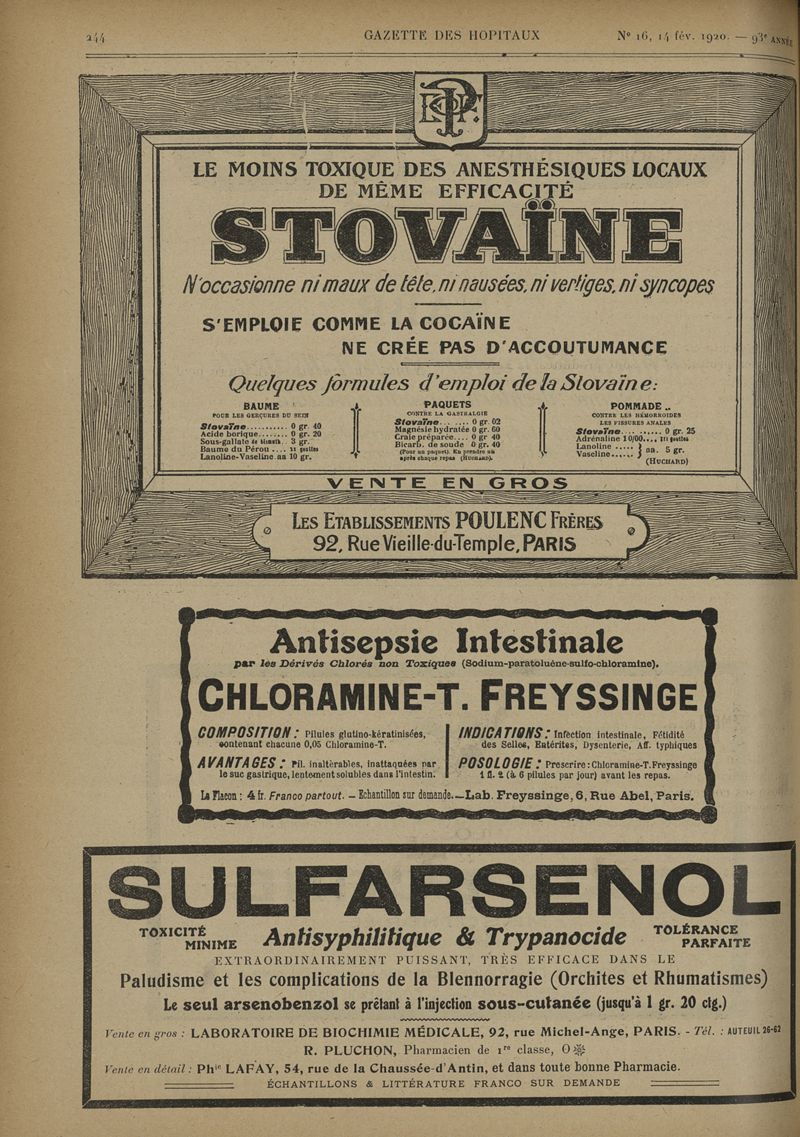 244 GAZETTE DES HOPITAUX Nº 16, 14 fév. 1920. — 93e ANNÉE
LE MOINS TOXIQUE DES ANESTHÉSIQUES LOCAUX
DE MÊME EFFICACITÉ
STOVAÏNE
N'occasionne ni maux de tête, ni nausées, ni vertiges, ni syncopes
S'EMPLOIE COMME LA COCAÏNE
NE CRÉE PAS D'ACCOUTUMANCE
Quelques formules d'emploi de la Stovaïne:
BAUME
POUR LES GERÇURES DU SEIN
Stovaïne........... 0 gr. 40
Acide borique........ 0 gr. 20
Sous-gallate de bismuth.. 3 gr.
Baume du Pérou .... 11 gouttes
Lanoline-Vaseline aa 10 gr.
PAQUETS
CONTRE LA GASTRALGIE
Stovaïne........ 0 gr. 02
Magnésie hydratée 0 gr. 60
Craie préparée.... 0 gr 40
Bicarb. de soude 0 gr. 40
(Pour un paquet). En prendre un
après chaque repas (HUCHARD).
POMMADE
CONTRE LES HÉMORROIDES
LES FISSURES ANALES
Stovaïne........... 0 gr. 25
Adrénaline 1 0/00.... III gouttes
Lanoline .....} aa. 5 gr.
Vaseline......}
(HUCHARD)
VENTE EN GROS
LES ETABLISSEMENTS POULENC FRÈRES
92, Rue Vieille-du-Temple, PARIS
Antisepsie Intestinale
par les Dérivés Chlorés non Toxiques (Sodium-paratoluène-sulfo-chloramine).
CHLORAMINE-T. FREYSSINGE
COMPOSITION : Pilules glutino-kératinisées,
contenant chacune 0,05 Chloramine-T.
AVANTAGES : Pil. inaltérables, inattaquées par
le suc gastrique, lentement solubles dans l'intestin.
INDICATIONS : Infection intestinale, Fétidité
des Selles, Entérites, Dysenterie, Aff. typhiques
POSOLOGIE : Prescrire : Chloramine-T. Freyssinge
1 fl. 2 (à 6 pilules par jour) avant les repas.
Le Flacon : 4 fr. Franco partout. — Echantillon sur demande. — Lab. Freyssinge, 6, Rue Abel, Paris.
SULFARSENOL
TOXICITÉ MINIME Antisyphilitique & Trypanocide TOLÉRANCE PARFAITE
EXTRAORDINAIREMENT PUISSANT, TRÈS EFFICACE DANS LE
Paludisme et les complications de la Blennorragie (Orchites et Rhumatismes)
Le seul arsenobenzol se prêtant à l'injection sous-cutanée (jusqu'à 1 gr. 20 ctg.)
Vente en gros : LABORATOIRE DE BIOCHIMIE MÉDICALE, 92, rue Michel-Ange, PARIS. - Tél. : AUTEUIL 26-62
R. PLUCHON, Pharmacien de 1re classe, O
Vente en détail : Phie LAFAY, 54, rue de la Chaussée-d'Antin, et dans toute bonne Pharmacie.
ÉCHANTILLONS & LITTÉRATURE FRANCO SUR DEMANDE